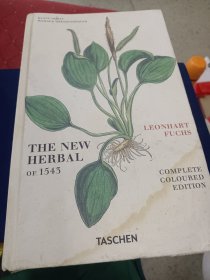 THE NEW
HERBAL
OF 1543
LEONHART
FUCHS
COMPLETE
COLOURED
EDITION
TASCHEN